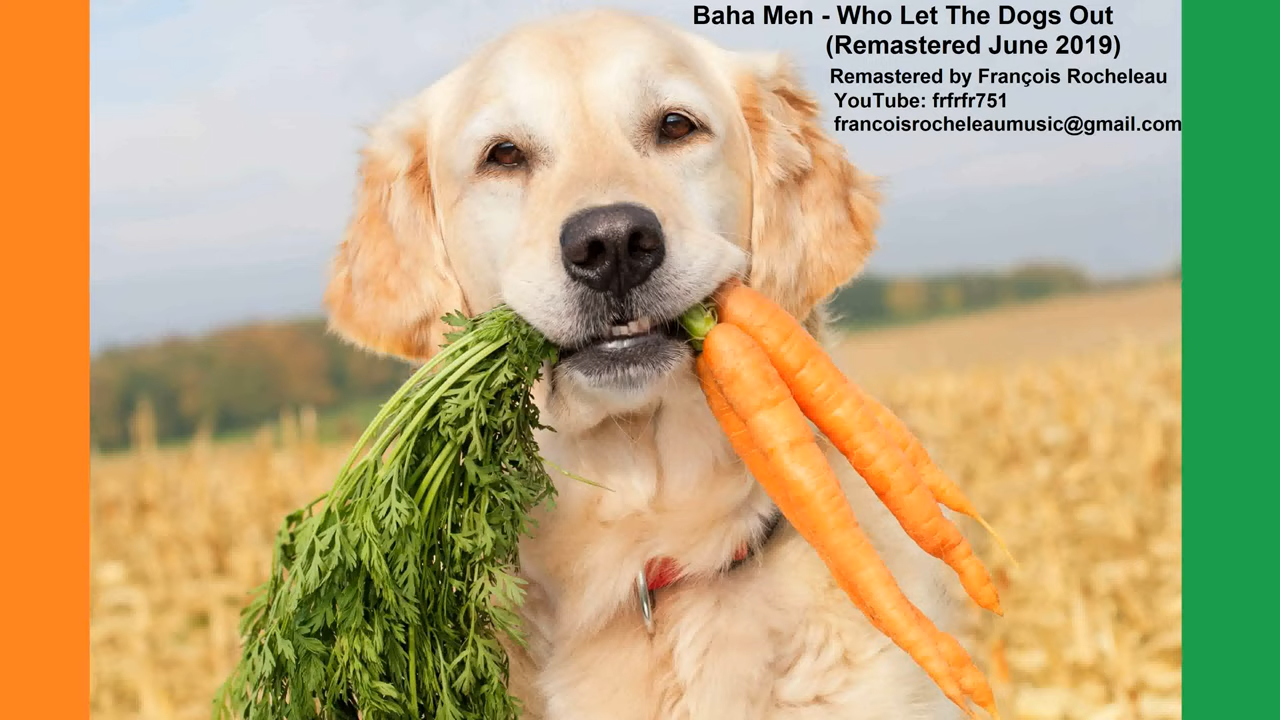 Baha Men - Who Let The Dogs Out
(Remastered June 2019)
Remastered by François Rocheleau
YouTube: frfrfr751
francoisrocheleaumusic@gmail.com